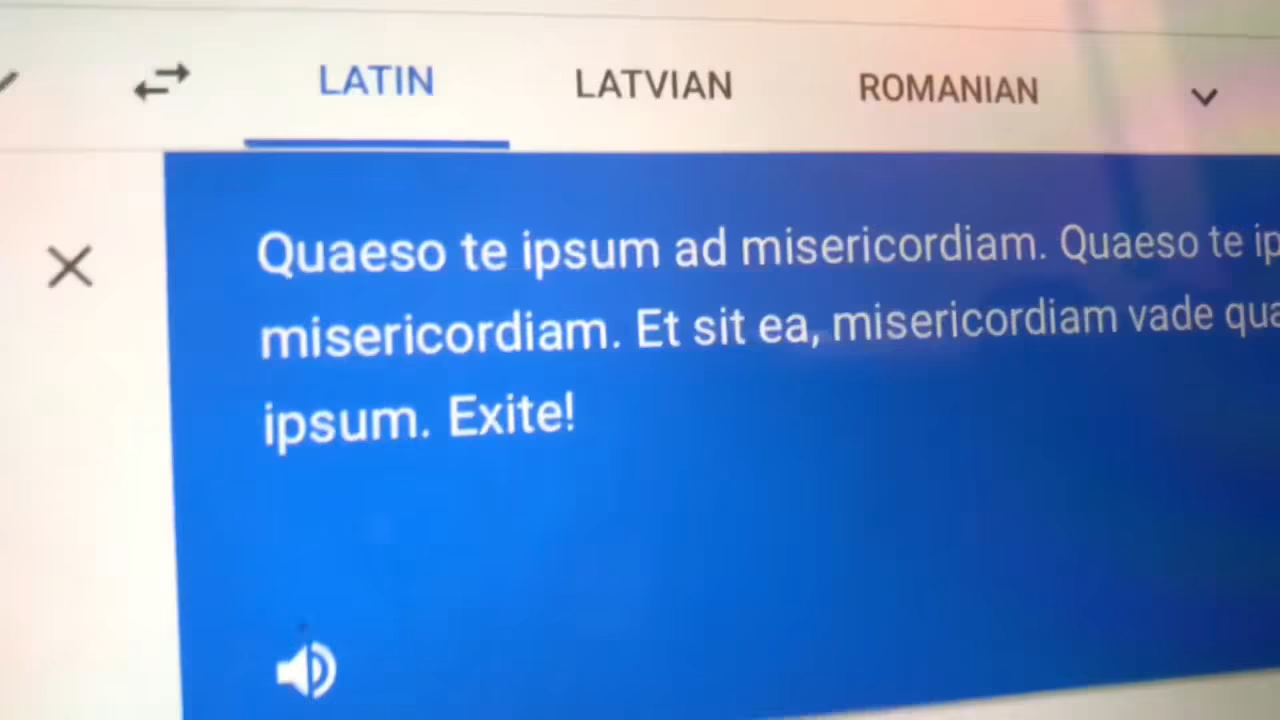 LATIN LATVIAN ROMANIAN
Quaeso te ipsum ad misericordiam. Quaeso te
misericordiam. Et sit ea, misericordiam vade
ipsum. Exite!